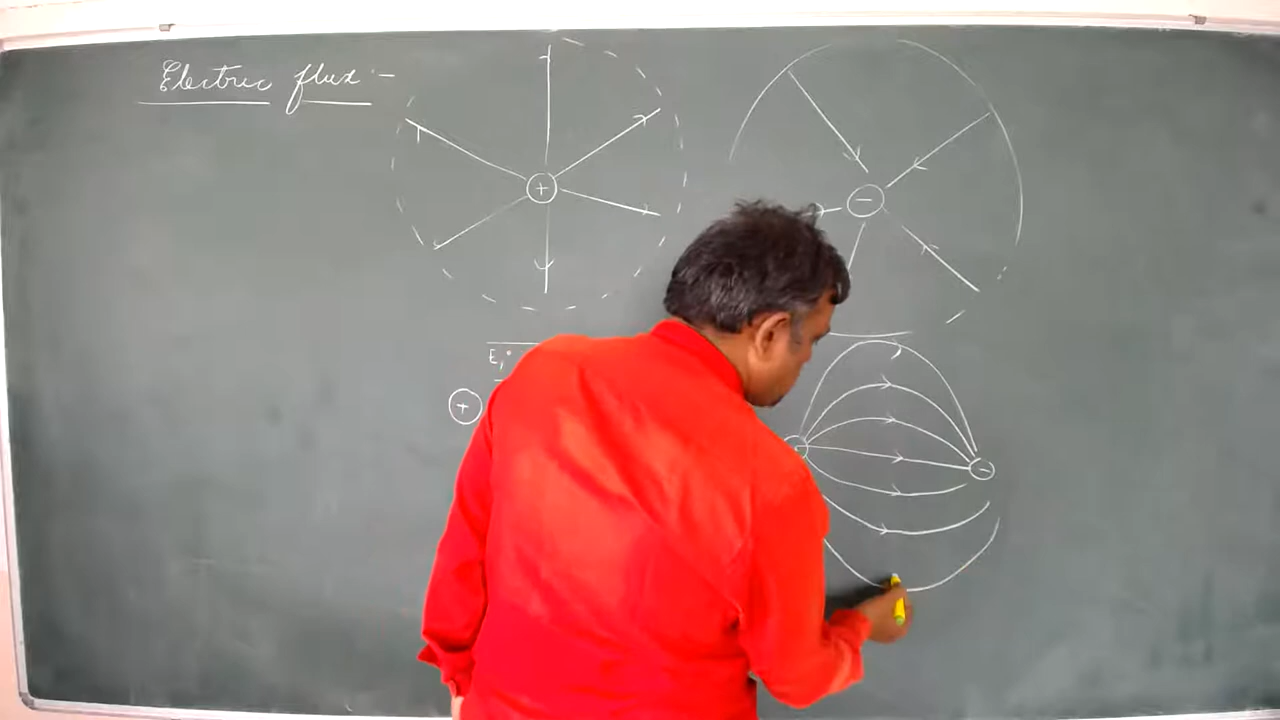 Electric flux :-
+
-
E,
+
-